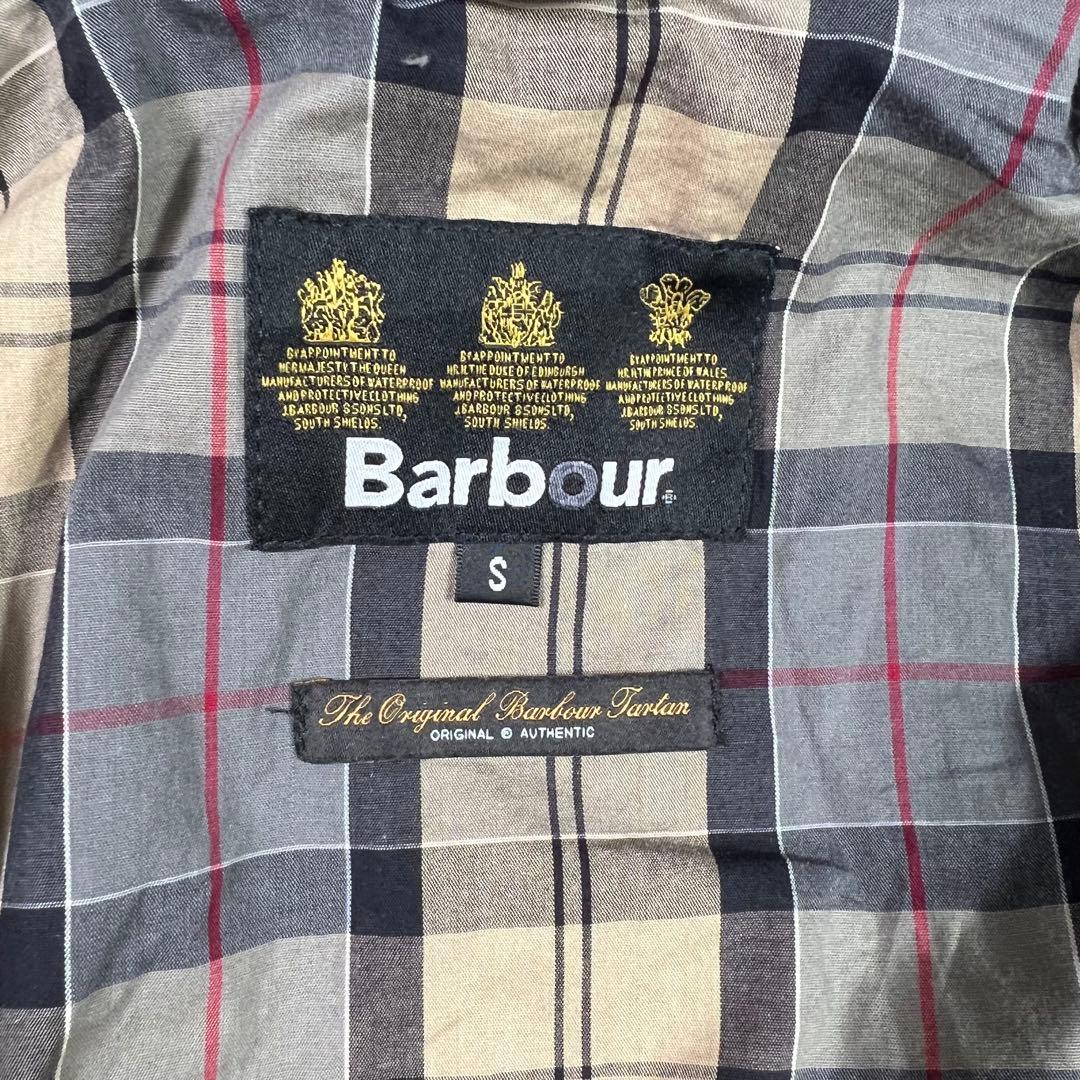 BY APPOINTMENT TO
HER MAJESTY THE QUEEN
MANUFACTURERS OF WATERPROOF
AND PROTECTIVE CLOTHING
J.BARBOUR & SONS LTD,
SOUTH SHIELDS.
BY APPOINTMENT TO
H.R.H. THE DUKE OF EDINBURGH
MANUFACTURERS OF WATERPROOF
AND PROTECTIVE CLOTHING
J.BARBOUR & SONS LTD,
SOUTH SHIELDS.
BY APPOINTMENT TO
H.R.H. THE PRINCE OF WALES
MANUFACTURERS OF WATERPROOF
AND PROTECTIVE CLOTHING
J.BARBOUR & SONS LTD,
SOUTH SHIELDS.
Barbour®
S
The Original Barbour Tartan
ORIGINAL ® AUTHENTIC